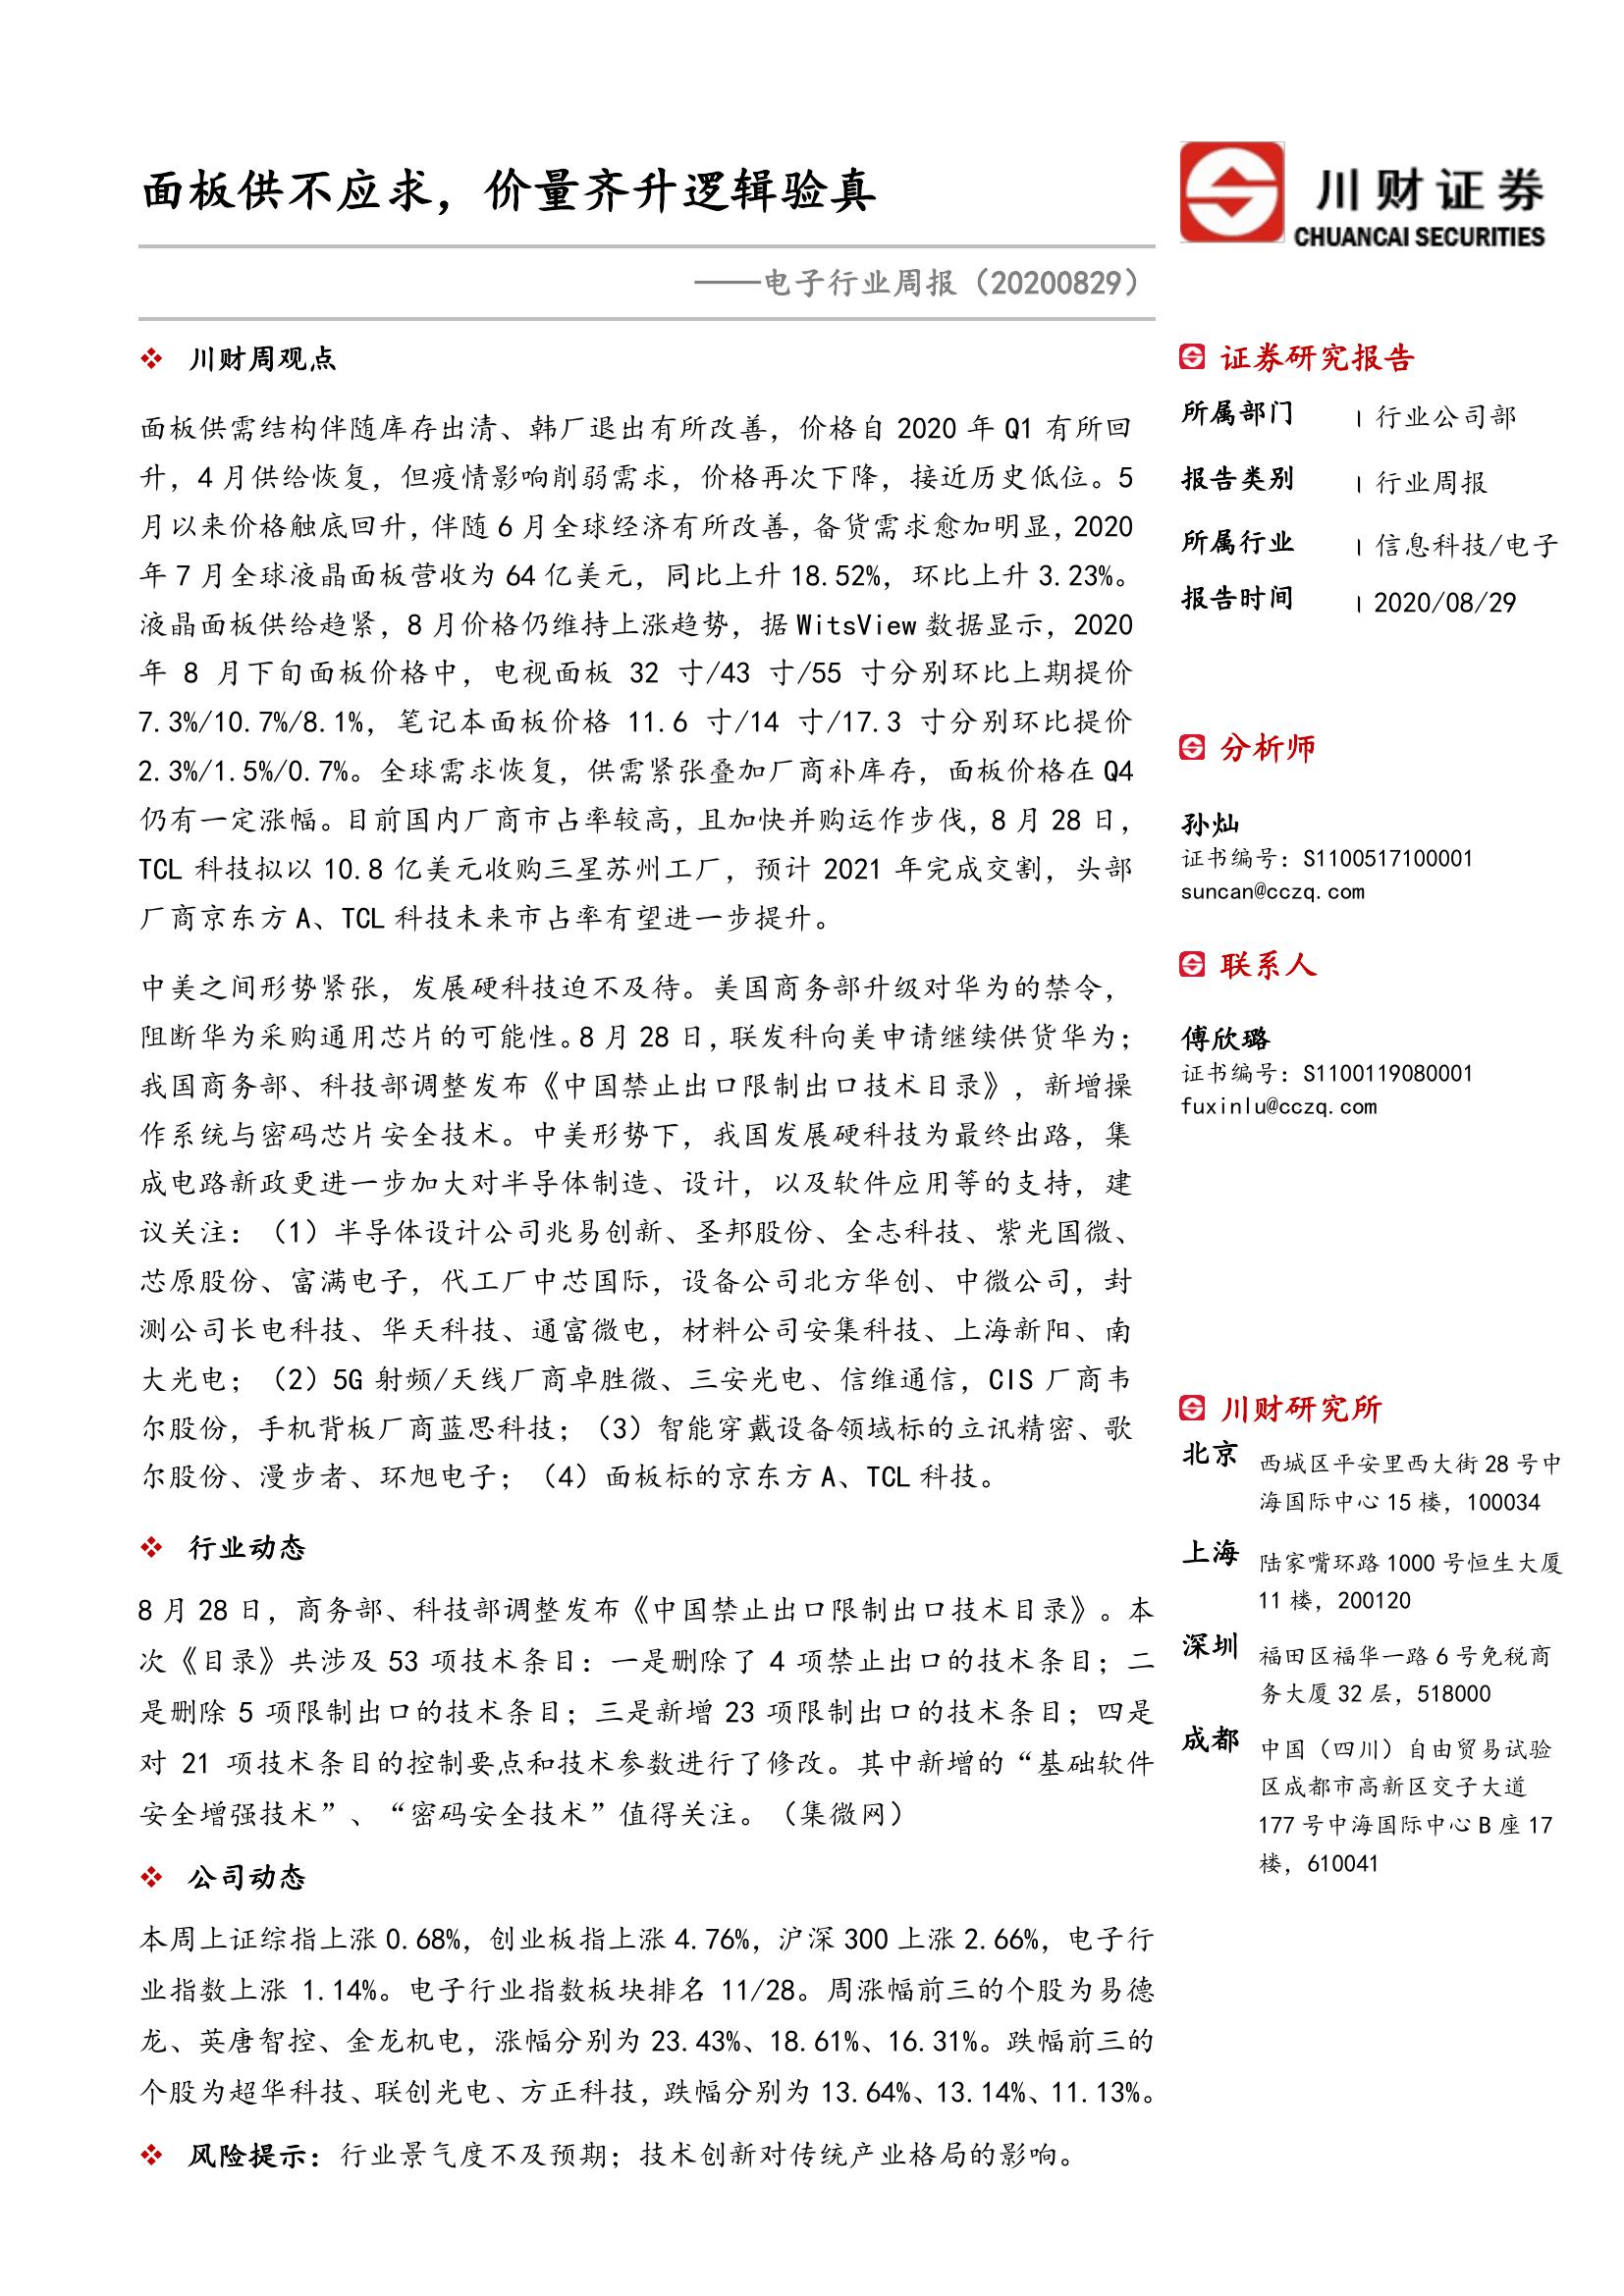 面板供不应求，价量齐升逻辑验真
——电子行业周报（20200829）
川财证券
CHUANCAI SECURITIES
川财周观点
面板供需结构伴随库存出清、韩厂退出有所改善，价格自 2020 年 Q1 有所回
升，4 月供给恢复，但疫情影响削弱需求，价格再次下降，接近历史低位。5
月以来价格触底回升，伴随 6 月全球经济有所改善，备货需求愈加明显，2020
年 7 月全球液晶面板营收为 64 亿美元，同比上升 18.52%，环比上升 3.23%。
液晶面板供给趋紧，8 月价格仍维持上涨趋势，据 WitsView 数据显示，2020
年 8 月下旬面板价格中，电视面板 32 寸/43 寸/55 寸分别环比上期提价
7.3%/10.7%/8.1%，笔记本面板价格 11.6 寸/14 寸/17.3 寸分别环比提价
2.3%/1.5%/0.7%。全球需求恢复，供需紧张叠加厂商补库存，面板价格在 Q4
仍有一定涨幅。目前国内厂商市占率较高，且加快并购运作步伐，8 月 28 日，
TCL 科技拟以 10.8 亿美元收购三星苏州工厂，预计 2021 年完成交割，头部
厂商京东方 A、TCL 科技未来市占率有望进一步提升。
中美之间形势紧张，发展硬科技迫不及待。美国商务部升级对华为的禁令，
阻断华为采购通用芯片的可能性。8 月 28 日，联发科向美申请继续供货华为；
我国商务部、科技部调整发布《中国禁止出口限制出口技术目录》，新增操
作系统与密码芯片安全技术。中美形势下，我国发展硬科技为最终出路，集
成电路新政更进一步加大对半导体制造、设计，以及软件应用等的支持，建
议关注：（1）半导体设计公司兆易创新、圣邦股份、全志科技、紫光国微、
芯原股份、富满电子，代工厂中芯国际，设备公司北方华创、中微公司，封
测公司长电科技、华天科技、通富微电，材料公司安集科技、上海新阳、南
大光电；（2）5G 射频/天线厂商卓胜微、三安光电、信维通信，CIS 厂商韦
尔股份，手机背板厂商蓝思科技；（3）智能穿戴设备领域标的立讯精密、歌
尔股份、漫步者、环旭电子；（4）面板标的京东方 A、TCL 科技。
行业动态
8 月 28 日，商务部、科技部调整发布《中国禁止出口限制出口技术目录》。本
次《目录》共涉及 53 项技术条目：一是删除了 4 项禁止出口的技术条目；二
是删除 5 项限制出口的技术条目；三是新增 23 项限制出口的技术条目；四是
对 21 项技术条目的控制要点和技术参数进行了修改。其中新增的“基础软件
安全增强技术”、“密码安全技术”值得关注。（集微网）
公司动态
本周上证综指上涨 0.68%，创业板指上涨 4.76%，沪深 300 上涨 2.66%，电子行
业指数上涨 1.14%。电子行业指数板块排名 11/28。周涨幅前三的个股为易德
龙、英唐智控、金龙机电，涨幅分别为 23.43%、18.61%、16.31%。跌幅前三的
个股为超华科技、联创光电、方正科技，跌幅分别为 13.64%、13.14%、11.13%。
风险提示：行业景气度不及预期；技术创新对传统产业格局的影响。
证券研究报告
所属部门 | 行业公司部
报告类别 | 行业周报
所属行业 | 信息科技/电子
报告时间 | 2020/08/29
分析师
孙灿
证书编号：S1100517100001
suncan@cczq.com
联系人
傅欣璐
证书编号：S1100119080001
fuxinlu@cczq.com
川财研究所
北京 西城区平安里西大街 28 号中
海国际中心 15 楼，100034
上海 陆家嘴环路 1000 号恒生大厦
11 楼，200120
深圳 福田区福华一路 6 号免税商
务大厦 32 层，518000
成都 中国（四川）自由贸易试验
区成都市高新区交子大道
177 号中海国际中心 B 座 17
楼，610041